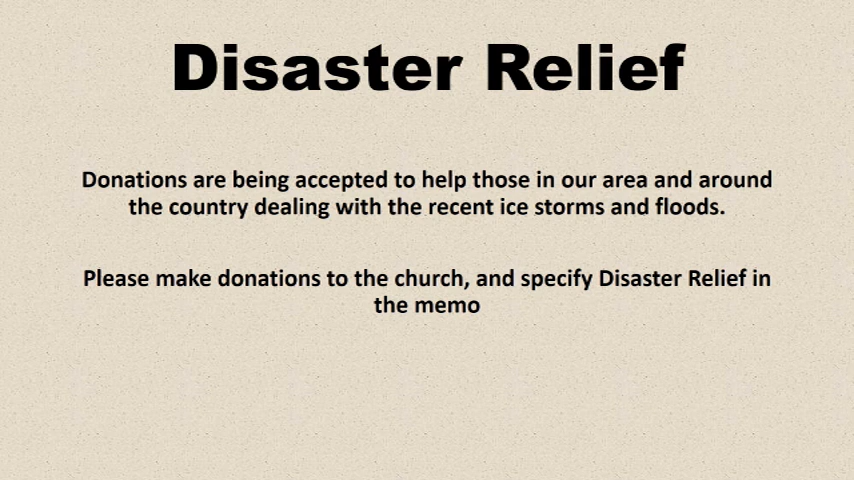 Disaster Relief
Donations are being accepted to help those in our area and around
the country dealing with the recent ice storms and floods.
Please make donations to the church, and specify Disaster Relief in
the memo